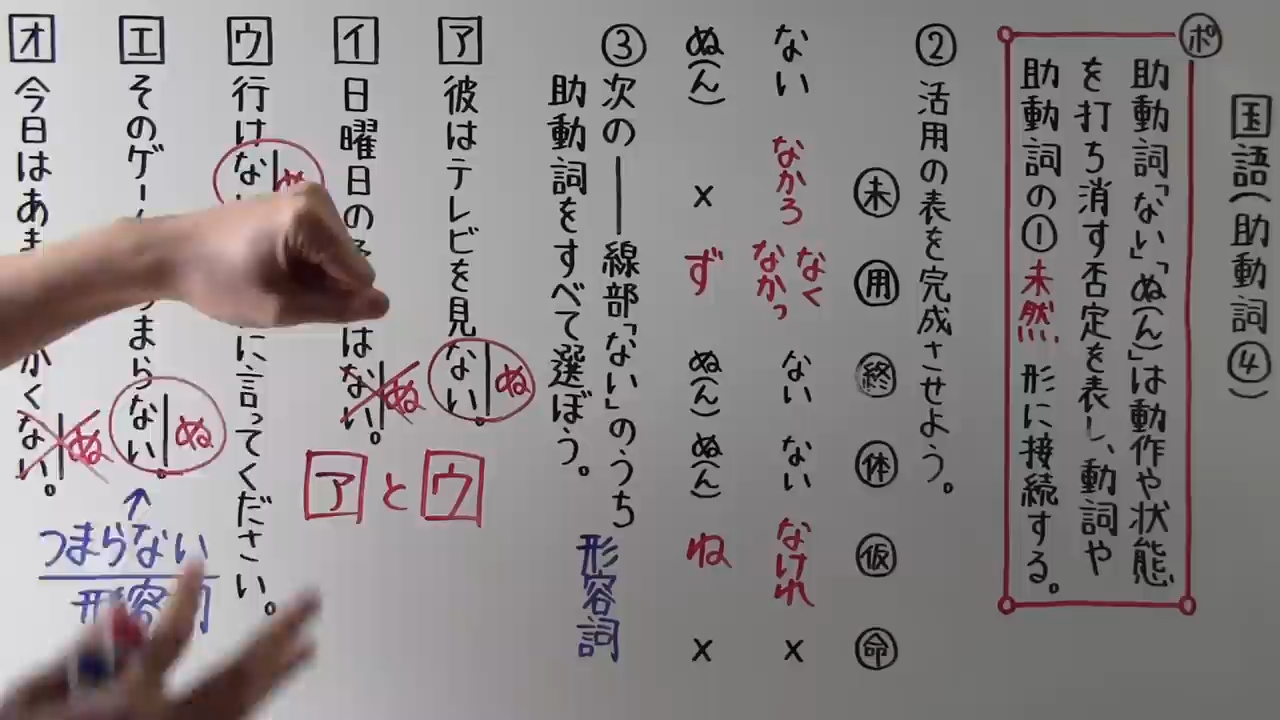 国語(助動詞④)
ポ
助動詞「ない」「ぬ(ん)」は動作や状態
を打ち消す否定を表し、動詞や
助動詞の①未然形に接続する。
②活用の表を完成させよう。
未 用 終 体 仮 命
ない なかろ なく なかっ ない ない なけれ ×
ぬ(ん) × ず ぬ(ん) ぬ(ん) ね ×
③次の――線部「ない」のうち
助動詞をすべて選ぼう。
形容詞
ア 彼はテレビを見ない。 ぬ
イ 日曜日の は ない。 ぬ
アとウ
ウ 行けな に言ってください。 ぬ
エ そのゲー つまらない。 ぬ
つまらない
形容詞
オ 今日はあま かくない。 ぬ